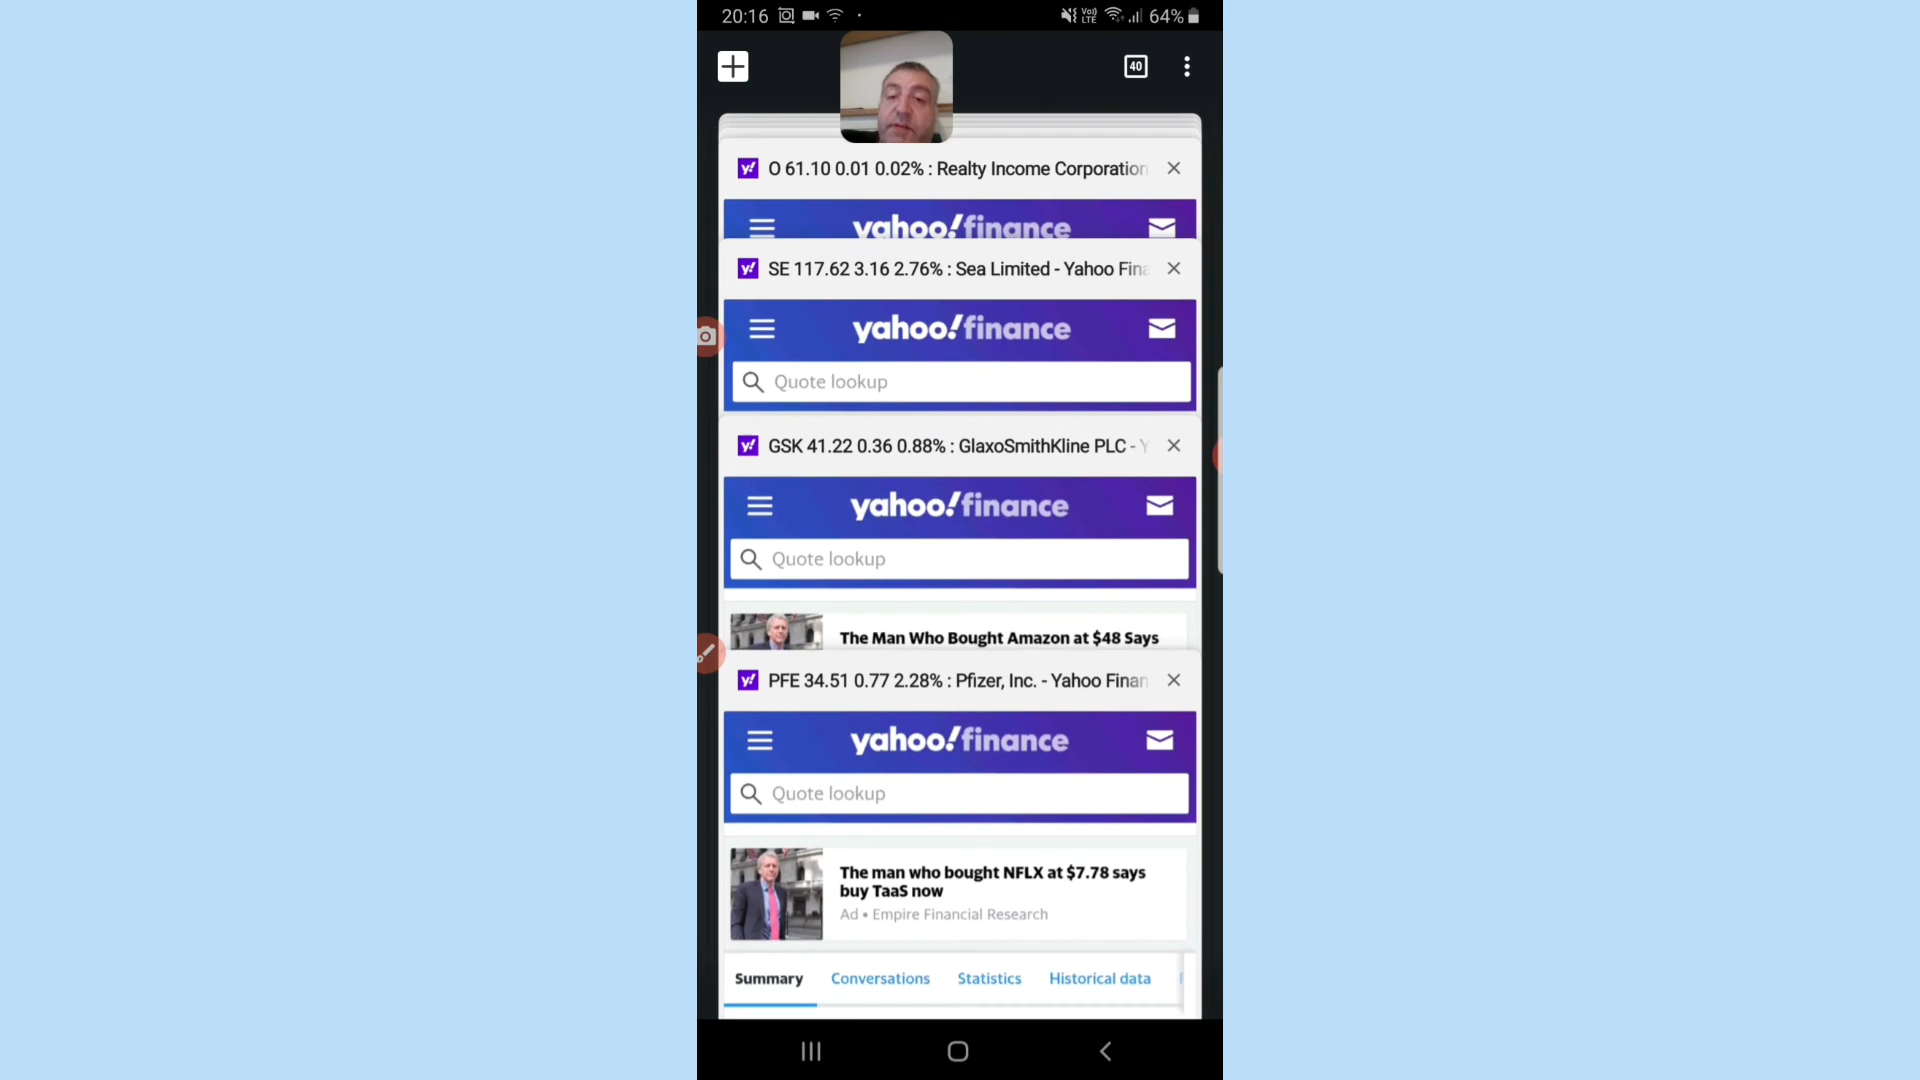 20:16
Vo)) LTE
64%
40
y! O 61.10 0.01 0.02% : Realty Income Corporation
yahoo!finance
y! SE 117.62 3.16 2.76% : Sea Limited - Yahoo Fina
yahoo!finance
Quote lookup
y! GSK 41.22 0.36 0.88% : GlaxoSmithKline PLC - Y
yahoo!finance
Quote lookup
The Man Who Bought Amazon at $48 Says
y! PFE 34.51 0.77 2.28% : Pfizer, Inc. - Yahoo Finan
yahoo!finance
Quote lookup
The man who bought NFLX at $7.78 says
buy TaaS now
Ad • Empire Financial Research
Summary Conversations Statistics Historical data